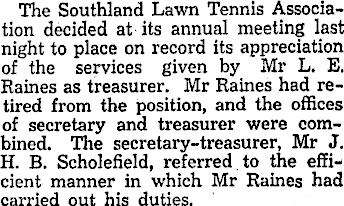 The Southland Lawn Tennis Associa-
tion decided at its annual meeting last
night to place on record its appreciation
of the services given by Mr L. E.
Raines as treasurer. Mr Raines had re-
tired from the position, and the offices
of secretary and treasurer were com-
bined. The secretary-treasurer, Mr J.
H. B. Scholefield, referred to the effi-
cient manner in which Mr Raines had
carried out his duties.